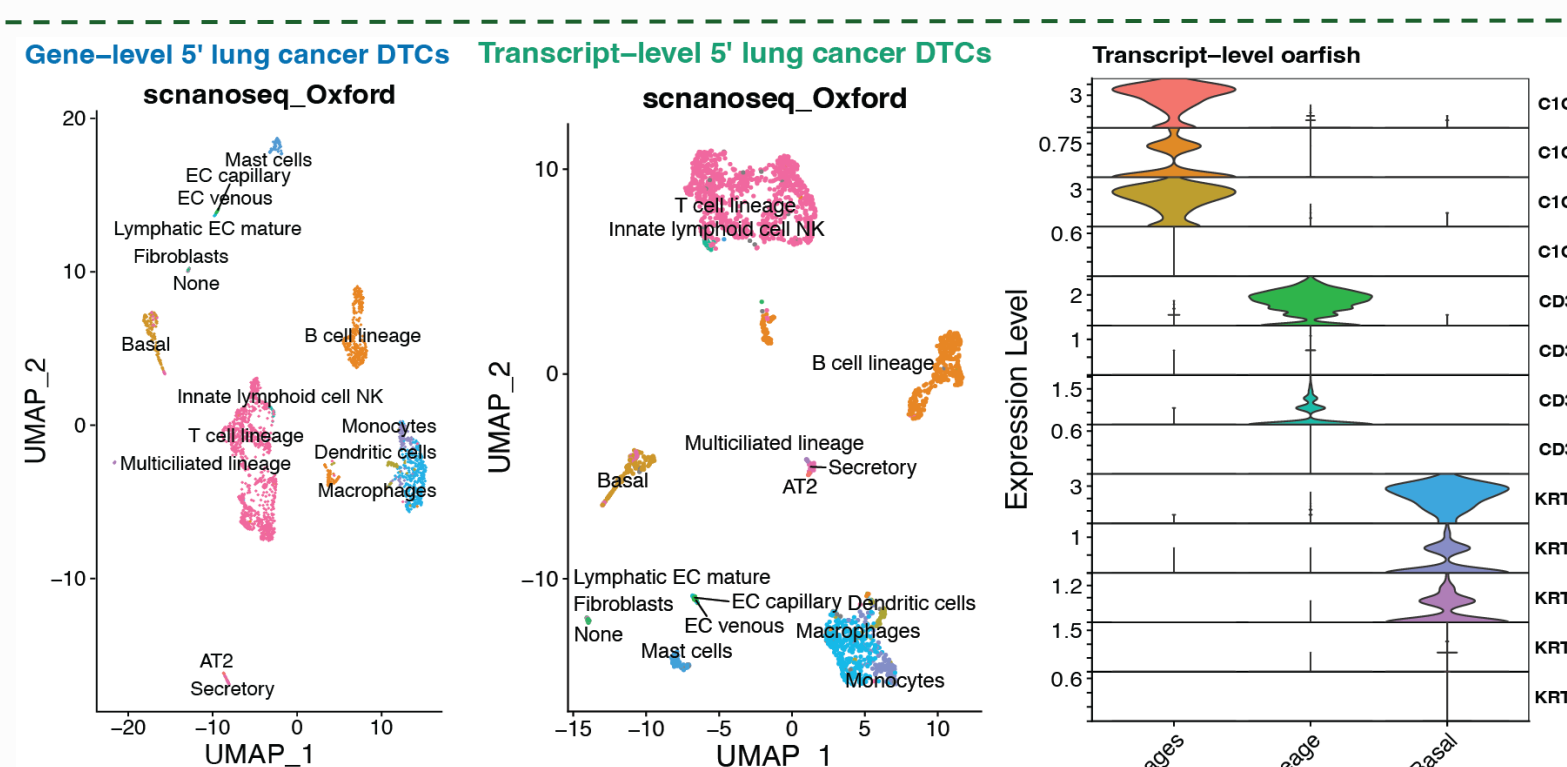 Gene–level 5' lung cancer DTCs
scnanoseq_Oxford
20
10
0
−10
UMAP_2
Mast cells
EC capillary
EC venous
Lymphatic EC mature
Fibroblasts
None
Basal
B cell lineage
Innate lymphoid cell NK
T cell lineage
Monocytes
Dendritic cells
Multiciliated lineage
Macrophages
AT2
Secretory
−20
−10
0
10
UMAP_1
Transcript–level 5' lung cancer DTCs
scnanoseq_Oxford
10
0
−10
UMAP_2
T cell lineage
Innate lymphoid cell NK
B cell lineage
Multiciliated lineage
Secretory
AT2
Basal
Lymphatic EC mature
Fibroblasts
None
EC capillary
EC venous
Dendritic cells
Macrophages
Mast cells
Monocytes
−15
−10
−5
0
5
10
UMAP_1
Transcript–level oarfish
Expression Level
3
0.75
3
0.6
2
1
1.5
0.6
3
1
1.2
1.5
0.6
KRT
KRT
KRT
KRT
KRT
Basal